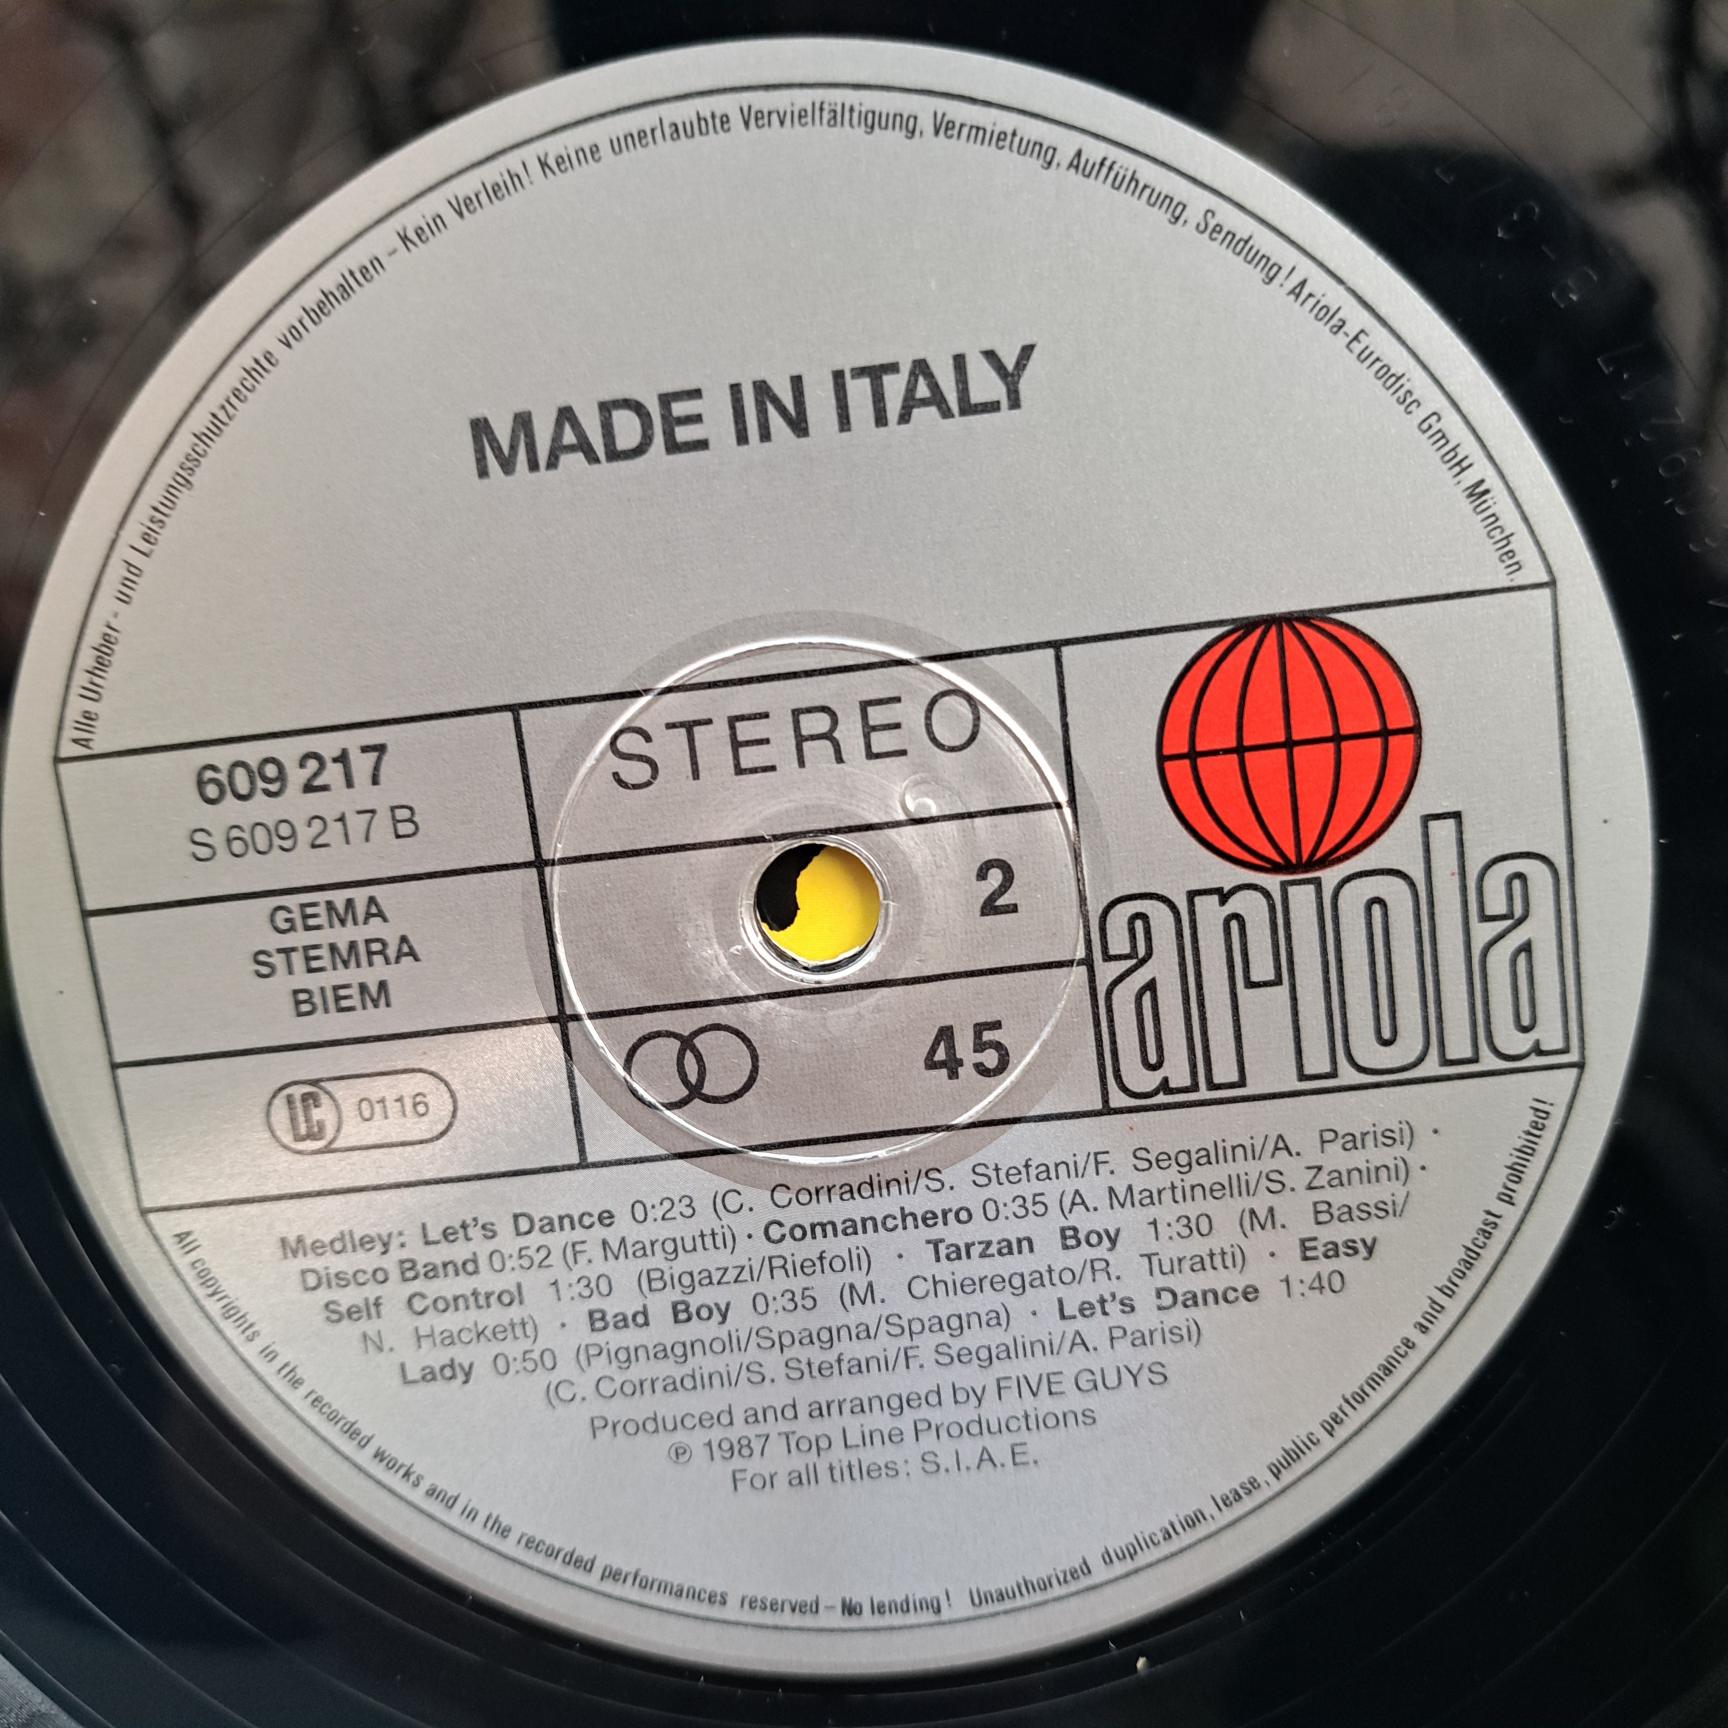 Alle Urheber- und Leistungsschutzrechte vorbehalten – Kein Verleih! Keine unerlaubte Vervielfältigung, Vermietung, Aufführung, Sendung! Ariola-Eurodisc GmbH, München.
MADE IN ITALY
609 217
S 609 217 B
STEREO
GEMA
STEMRA
BIEM
2
LC 0116
45
ariola
Medley: Let's Dance 0:23 (C. Corradini/S. Stefani/F. Segalini/A. Parisi) ·
Disco Band 0:52 (F. Margutti) · Comanchero 0:35 (A. Martinelli/S. Zanini) ·
Self Control 1:30 (Bigazzi/Riefoli) · Tarzan Boy 1:30 (M. Bassi/
N. Hackett) · Bad Boy 0:35 (M. Chieregato/R. Turatti) · Easy
Lady 0:50 (Pignagnoli/Spagna/Spagna) · Let's Dance 1:40
(C. Corradini/S. Stefani/F. Segalini/A. Parisi)
Produced and arranged by FIVE GUYS
℗ 1987 Top Line Productions
For all titles: S.I.A.E.
All copyrights in the recorded works and in the recorded performances reserved – No lending! Unauthorized duplication, lease, public performance and broadcast prohibited!